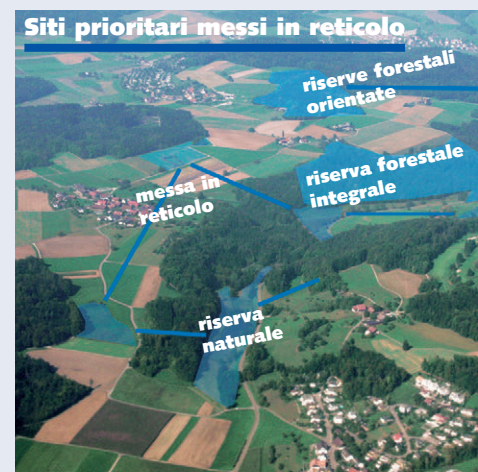 Siti prioritari messi in reticolo
riserve forestali
orientate
riserva forestale
integrale
messa in
reticolo
riserva
naturale